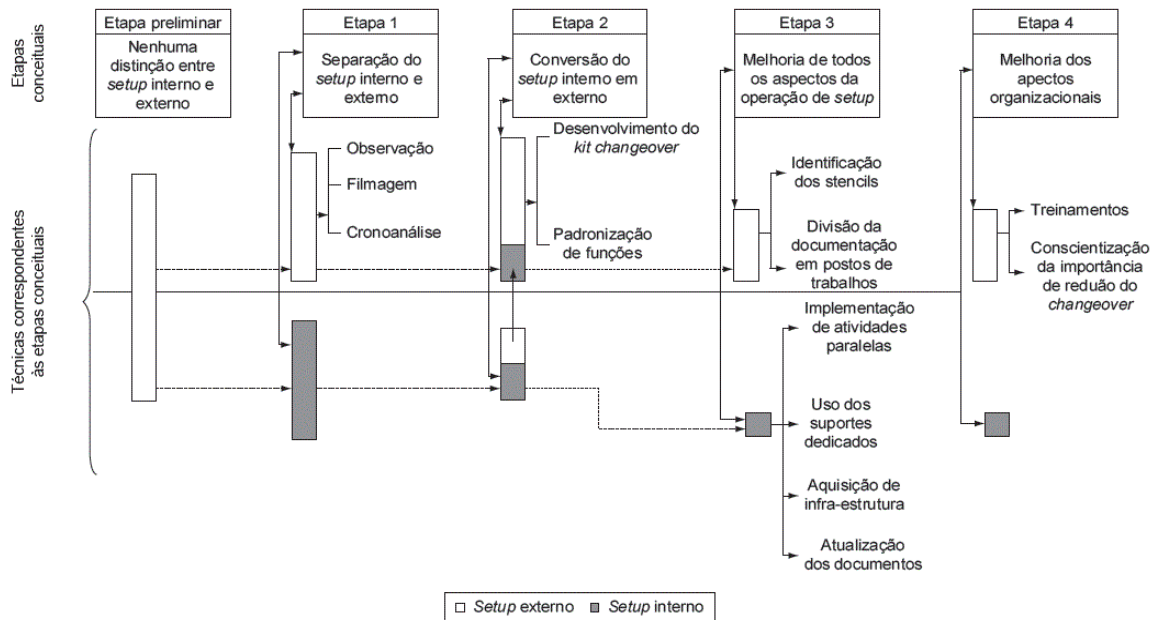 Etapas
conceituais
Etapa preliminar
Nenhuma
distinção entre
setup interno e
externo
Etapa 1
Separação do
setup interno e
externo
Etapa 2
Conversão do
setup interno em
externo
Etapa 3
Melhoria de todos
os aspectos da
operação de setup
Etapa 4
Melhoria dos
apectos
organizacionais
Técnicas correspondentes
às etapas conceituais
Observação
Filmagem
Cronoanálise
Desenvolvimento do
kit changeover
Padronização
de funções
Identificação
dos stencils
Divisão da
documentação
em postos de
trabalhos
Implementação
de atividades
paralelas
Uso dos
suportes
dedicados
Aquisição de
infra-estrutura
Atualização
dos documentos
Treinamentos
Conscientização
da importância
de reduão do
changeover
Setup externo
Setup interno